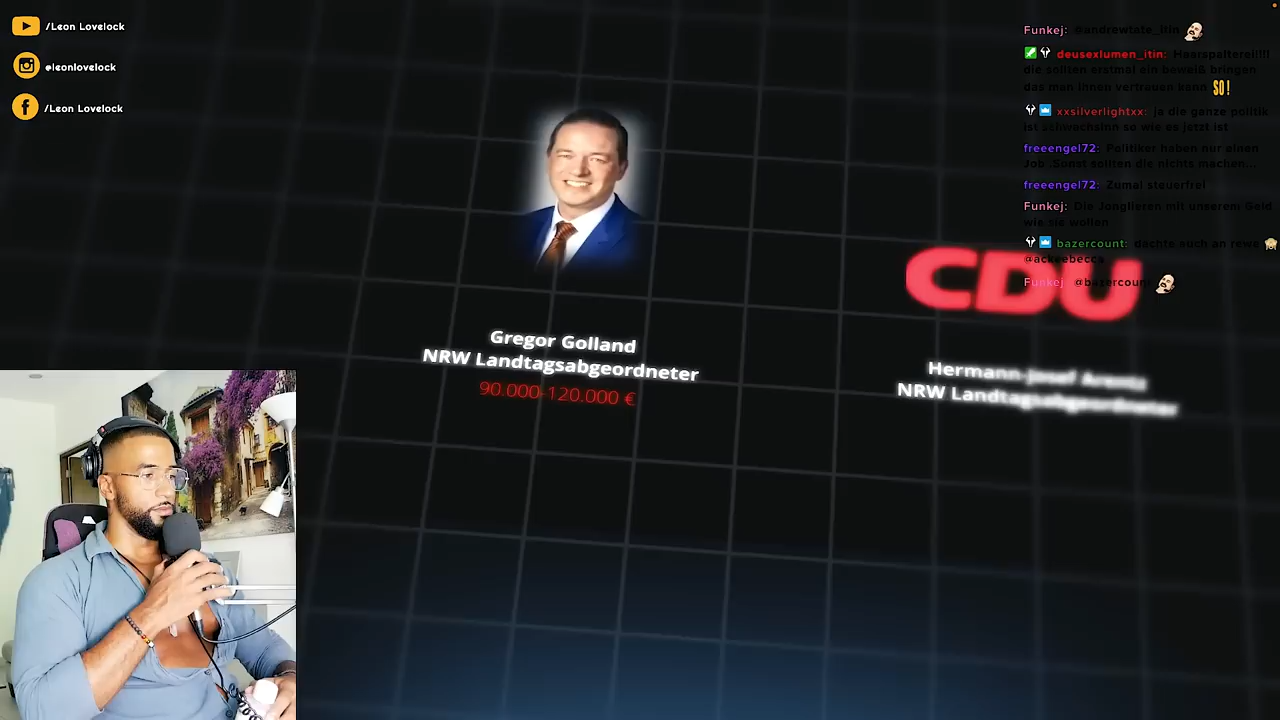 /Leon Lovelock
@leonlovelock
/Leon Lovelock
Gregor Golland
NRW Landtagsabgeordneter
90.000-120.000 €
CDU
Hermann-Josef Arentz
NRW Landtagsabgeordneter
Funkej: @andrewtate_itin
deusexlumen_itin: Haarspalterei!!!!
die sollten erstmal ein beweiß bringen
das man ihnen vertrauen kann SO!
xxsilverlightxx: ja die ganze politik
ist schwachsinn so wie es jetzt ist
freeengel72: Politiker haben nur einen
Job .Sonst sollten die nichts machen...
freeengel72: Zumal steuerfrei
Funkej: Die Jonglieren mit unserem Geld
wie sie wollen
bazercount: dachte auch an rewe
@ackeebecca
Funkej: @bazercount